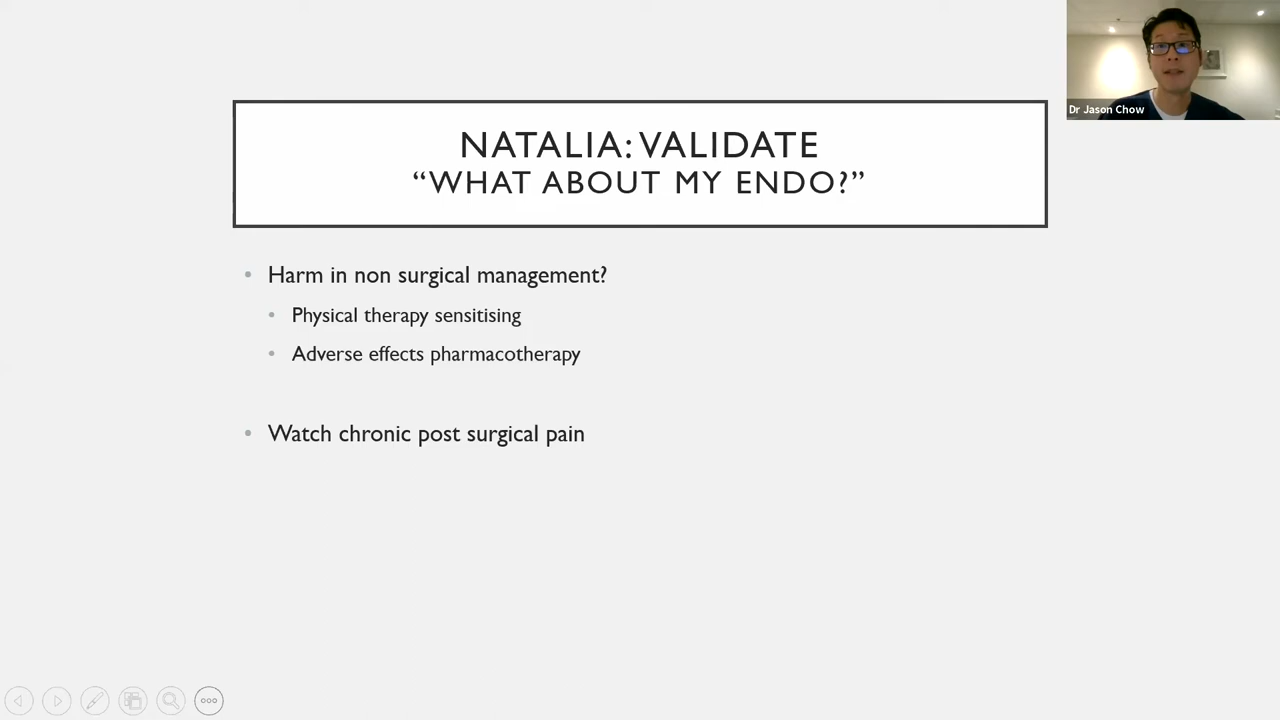 Dr Jason Chow
NATALIA: VALIDATE
“WHAT ABOUT MY ENDO?”
• Harm in non surgical management?
• Physical therapy sensitising
• Adverse effects pharmacotherapy
• Watch chronic post surgical pain